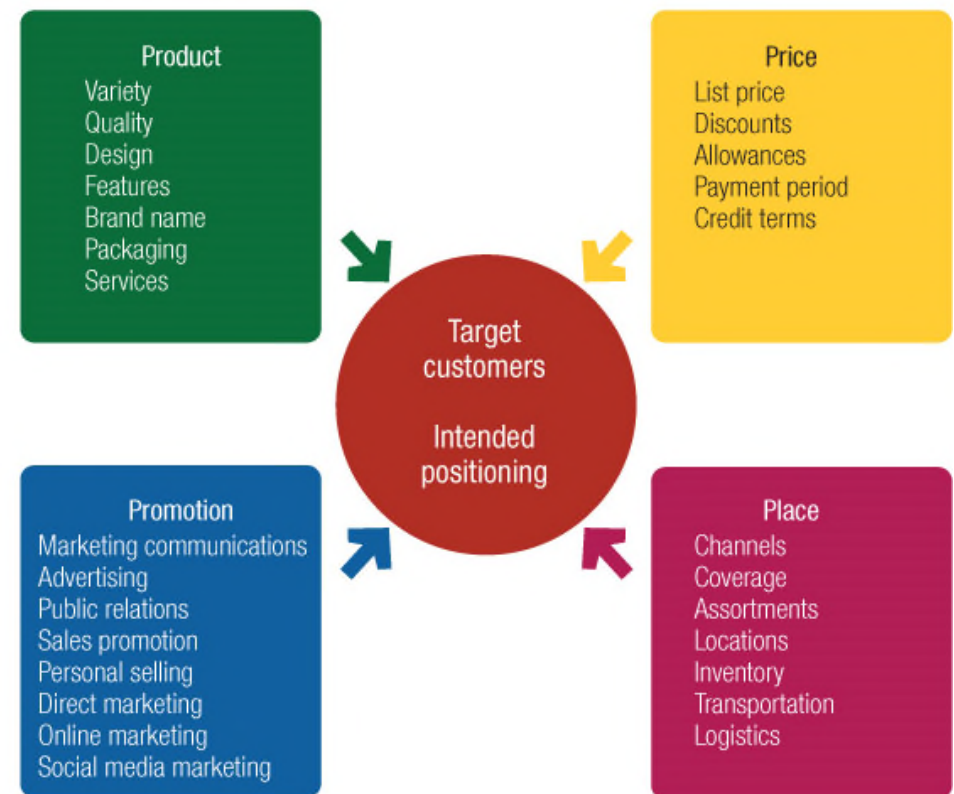 Product
Variety
Quality
Design
Features
Brand name
Packaging
Services
Price
List price
Discounts
Allowances
Payment period
Credit terms
Target
customers
Intended
positioning
Promotion
Marketing communications
Advertising
Public relations
Sales promotion
Personal selling
Direct marketing
Online marketing
Social media marketing
Place
Channels
Coverage
Assortments
Locations
Inventory
Transportation
Logistics